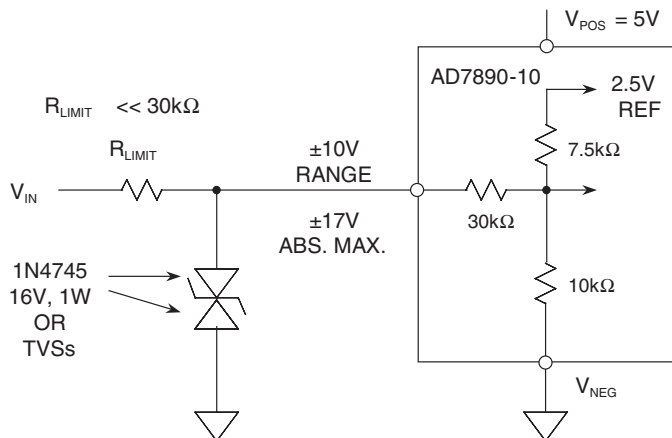 V_POS = 5V
AD7890-10
R_LIMIT << 30kΩ
2.5V
REF
R_LIMIT
±10V
RANGE
7.5kΩ
V_IN
30kΩ
±17V
ABS. MAX.
1N4745
16V, 1W
OR
TVSs
10kΩ
V_NEG